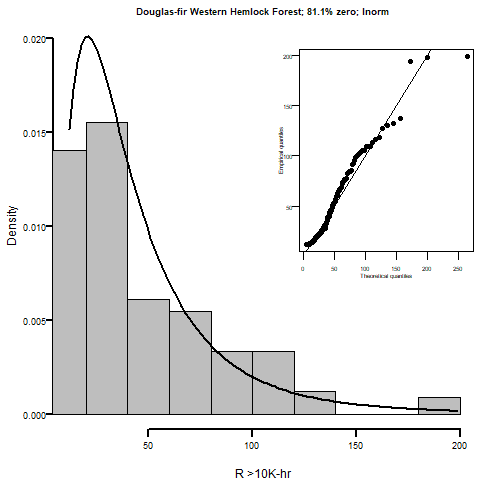 Douglas-fir Western Hemlock Forest; 81.1% zero; lnorm
0.020
0.015
0.010
0.005
0.000
Density
50 100 150 200
R >10K-hr
200
150
100
50
Empirical quantiles
0 50 100 150 200 250
Theoretical quantiles